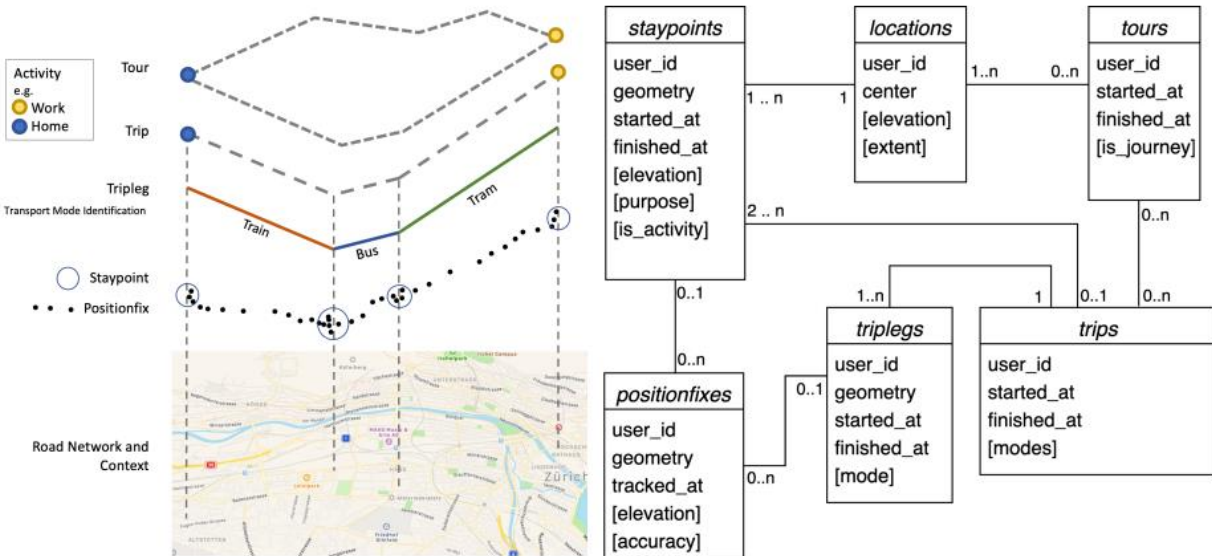 Activity
e.g.
Work
Home
Tour
Trip
Tripleg
Transport Mode Identification
Train
Bus
Tram
Staypoint
Positionfix
Road Network and
Context
Zürich
ALTSTETTEN
staypoints
user_id
geometry
started_at
finished_at
[elevation]
[purpose]
[is_activity]
1 .. n
1
locations
user_id
center
[elevation]
[extent]
1..n
0..n
tours
user_id
started_at
finished_at
[is_journey]
0..n
2 .. n
0..1
0..n
positionfixes
user_id
geometry
tracked_at
[elevation]
[accuracy]
0..n
0..1
1..n
triplegs
user_id
geometry
started_at
finished_at
[mode]
1
0..1
0..n
trips
user_id
started_at
finished_at
[modes]